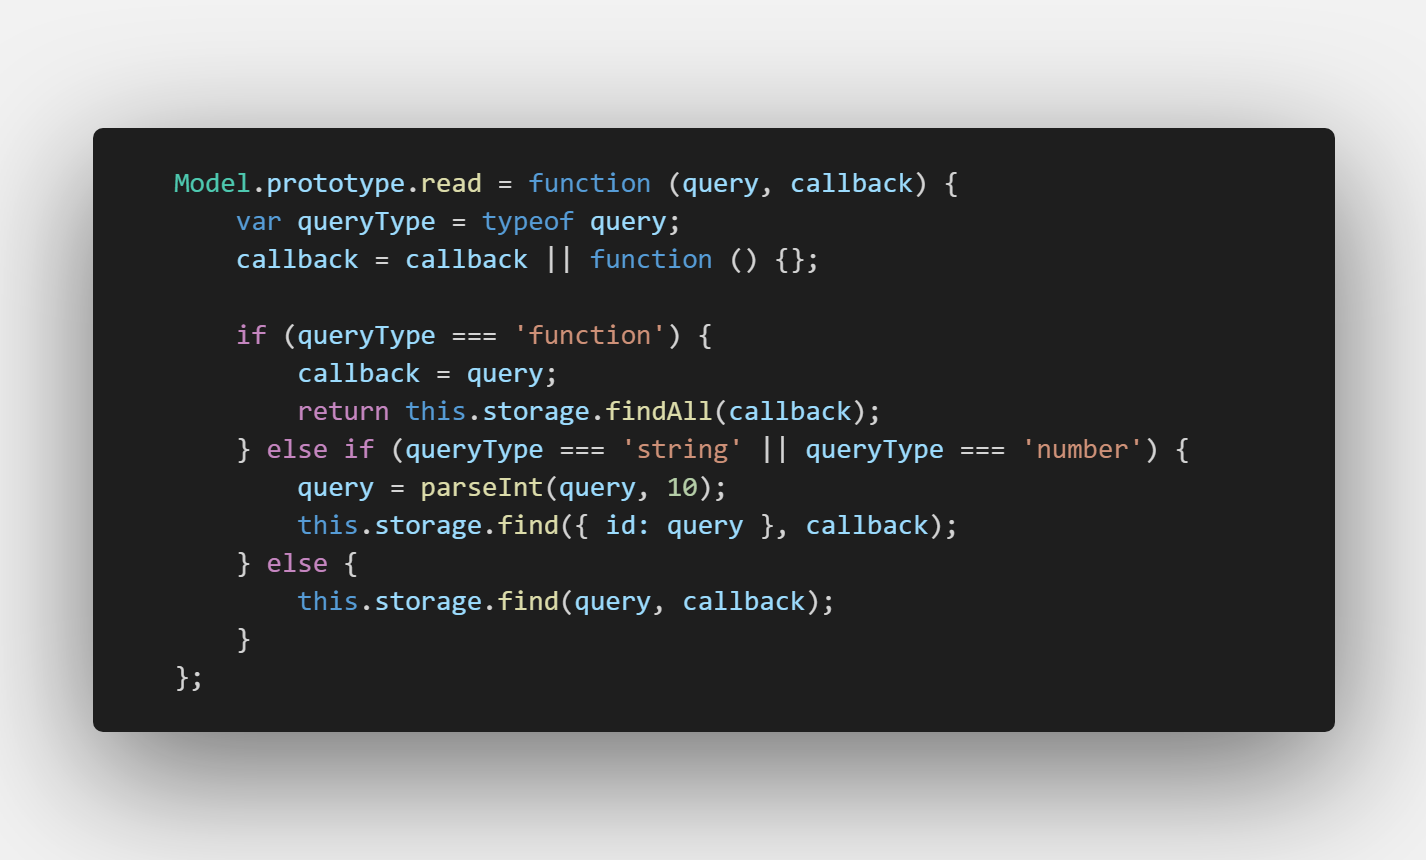 Model.prototype.read = function (query, callback) {
    var queryType = typeof query;
    callback = callback || function () {};

    if (queryType === 'function') {
        callback = query;
        return this.storage.findAll(callback);
    } else if (queryType === 'string' || queryType === 'number') {
        query = parseInt(query, 10);
        this.storage.find({ id: query }, callback);
    } else {
        this.storage.find(query, callback);
    }
};